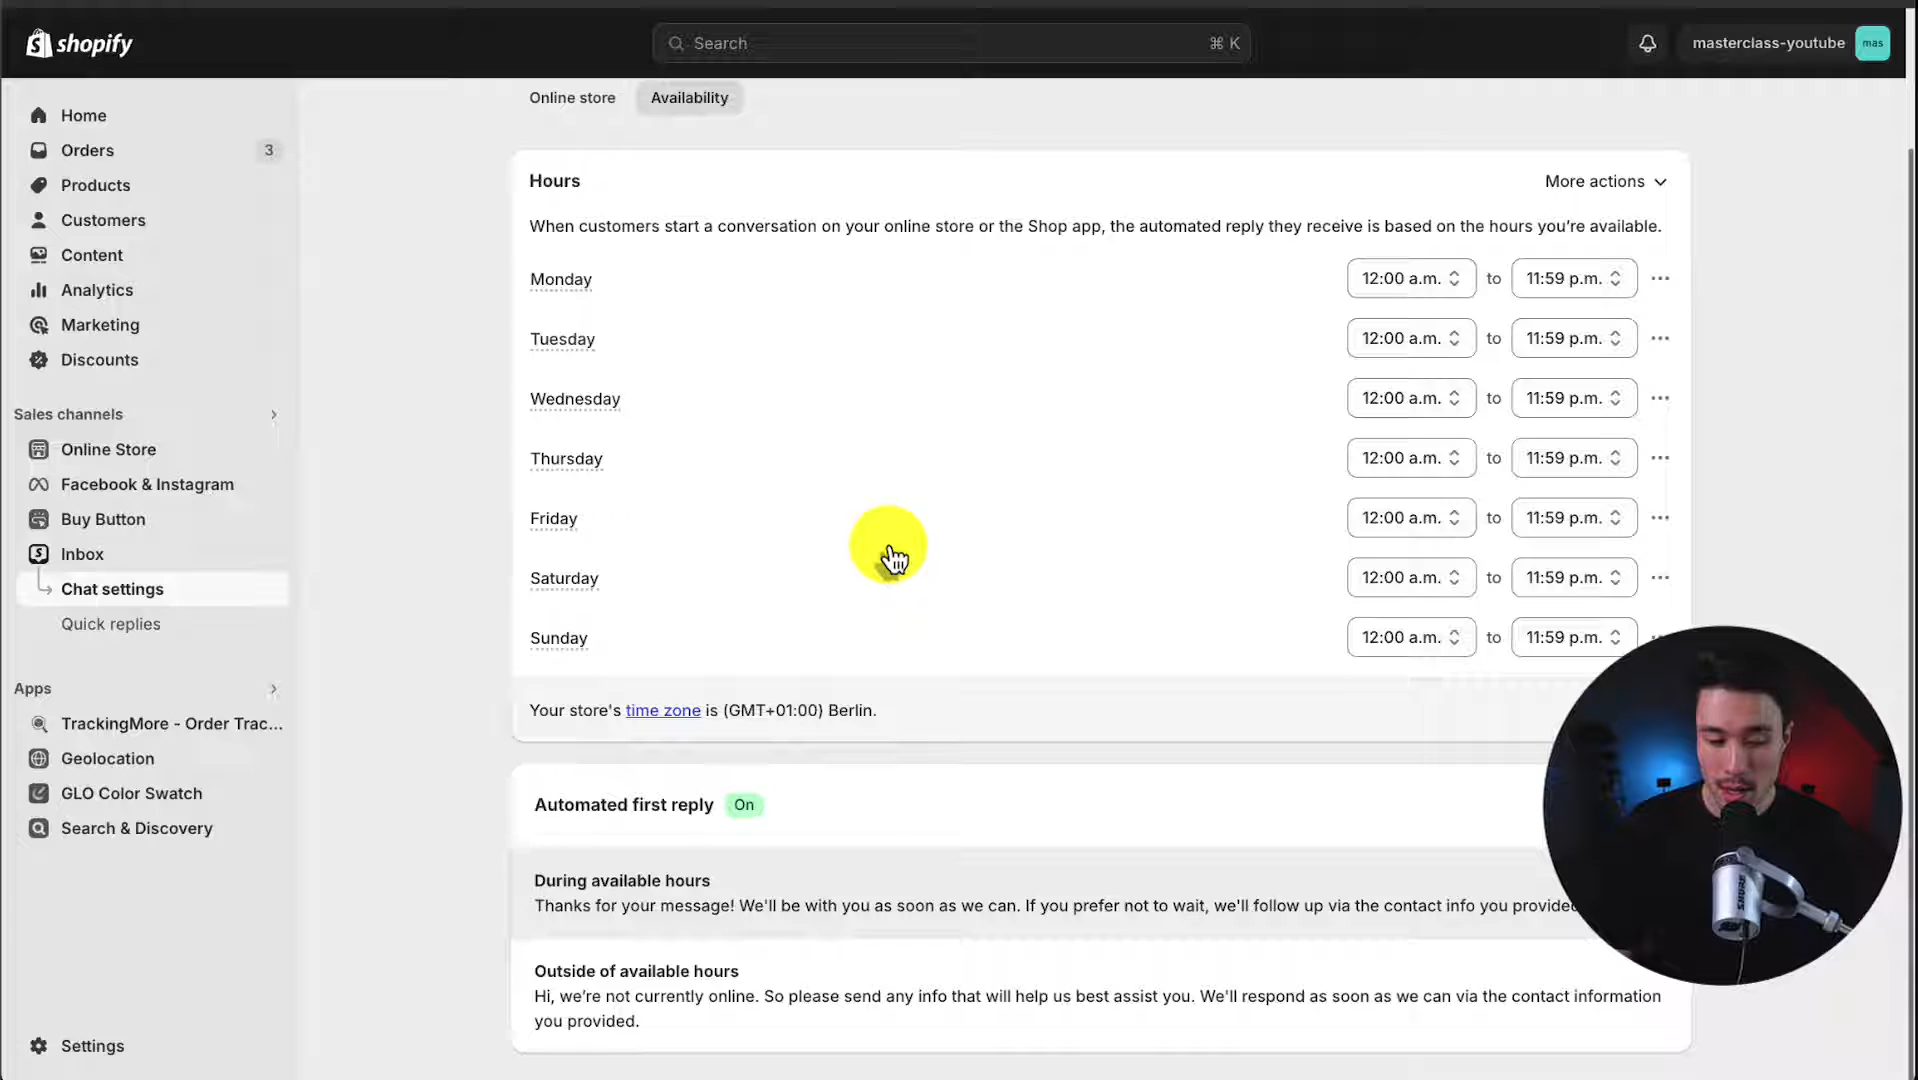 shopify
Search
⌘ K
masterclass-youtube
mas
Home
Orders
3
Products
Customers
Content
Analytics
Marketing
Discounts
Sales channels
Online Store
Facebook & Instagram
Buy Button
Inbox
Chat settings
Quick replies
Apps
TrackingMore - Order Trac...
Geolocation
GLO Color Swatch
Search & Discovery
Settings
Online store
Availability
Hours
More actions
When customers start a conversation on your online store or the Shop app, the automated reply they receive is based on the hours you’re available.
Monday 12:00 a.m. to 11:59 p.m.
Tuesday 12:00 a.m. to 11:59 p.m.
Wednesday 12:00 a.m. to 11:59 p.m.
Thursday 12:00 a.m. to 11:59 p.m.
Friday 12:00 a.m. to 11:59 p.m.
Saturday 12:00 a.m. to 11:59 p.m.
Sunday 12:00 a.m. to 11:59 p.m.
Your store's time zone is (GMT+01:00) Berlin.
Automated first reply On
During available hours
Thanks for your message! We'll be with you as soon as we can. If you prefer not to wait, we'll follow up via the contact info you provided
Outside of available hours
Hi, we’re not currently online. So please send any info that will help us best assist you. We'll respond as soon as we can via the contact information
you provided.
SHURE